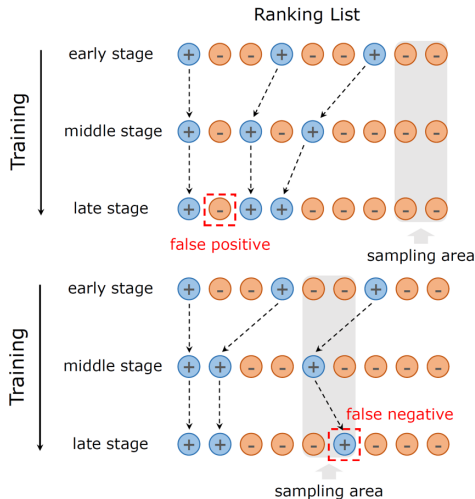 Ranking List
Training
early stage + - - + - - + - -
middle stage + - + - + - - - -
late stage + - + + - - - - -
false positive
sampling area
Training
early stage + - - + - - + - -
middle stage + + - - + - - - -
false negative
late stage + + - - - + - - -
sampling area